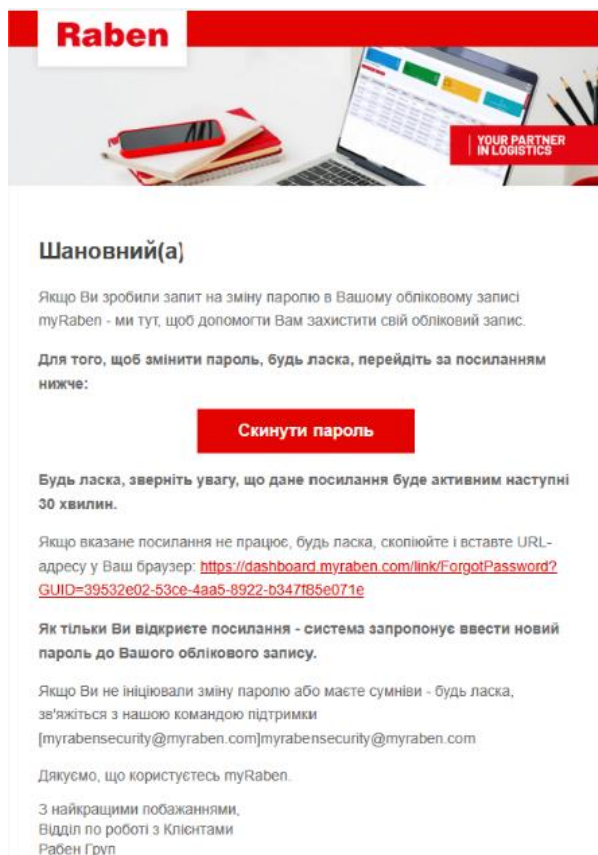 Raben
YOUR PARTNER
IN LOGISTICS
Шановний(а)
Якщо Ви зробили запит на зміну паролю в Вашому обліковому записі
myRaben - ми тут, щоб допомогти Вам захистити свій обліковий запис.
Для того, щоб змінити пароль, будь ласка, перейдіть за посиланням
нижче:
Скинути пароль
Будь ласка, зверніть увагу, що дане посилання буде активним наступні
30 хвилин.
Якщо вказане посилання не працює, будь ласка, скопіюйте і вставте URL-
адресу у Ваш браузер: https://dashboard.myraben.com/link/ForgotPassword?
GUID=39532e02-53ce-4aa5-8922-b347f85e071e
Як тільки Ви відкриєте посилання - система запропонує ввести новий
пароль до Вашого облікового запису.
Якщо Ви не ініціювали зміну паролю або маєте сумніви - будь ласка,
зв'яжіться з нашою командою підтримки
[myrabensecurity@myraben.com]myrabensecurity@myraben.com
Дякуємо, що користуєтесь myRaben.
З найкращими побажаннями,
Відділ по роботі з Клієнтами
Рабен Груп